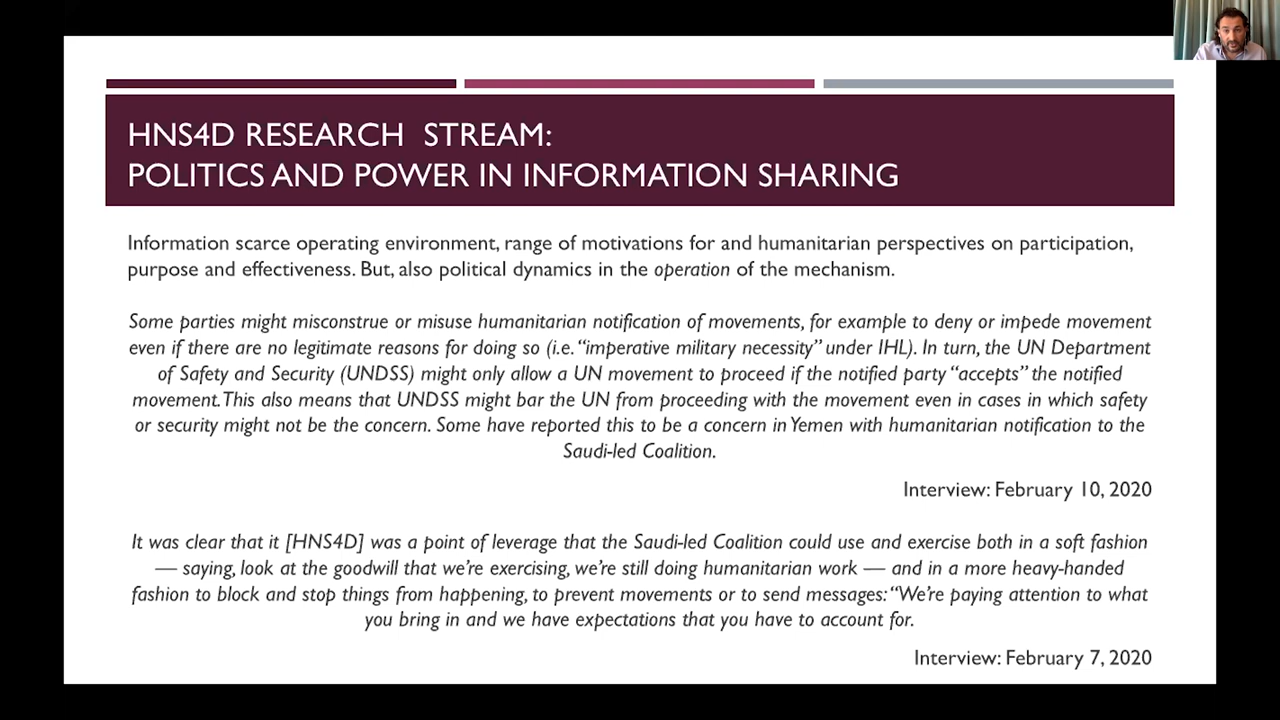 HNS4D RESEARCH STREAM:
POLITICS AND POWER IN INFORMATION SHARING
Information scarce operating environment, range of motivations for and humanitarian perspectives on participation,
purpose and effectiveness. But, also political dynamics in the operation of the mechanism.
Some parties might misconstrue or misuse humanitarian notification of movements, for example to deny or impede movement
even if there are no legitimate reasons for doing so (i.e. “imperative military necessity” under IHL). In turn, the UN Department
of Safety and Security (UNDSS) might only allow a UN movement to proceed if the notified party “accepts” the notified
movement. This also means that UNDSS might bar the UN from proceeding with the movement even in cases in which safety
or security might not be the concern. Some have reported this to be a concern in Yemen with humanitarian notification to the
Saudi-led Coalition.
Interview: February 10, 2020
It was clear that it [HNS4D] was a point of leverage that the Saudi-led Coalition could use and exercise both in a soft fashion
— saying, look at the goodwill that we’re exercising, we’re still doing humanitarian work — and in a more heavy-handed
fashion to block and stop things from happening, to prevent movements or to send messages: “We’re paying attention to what
you bring in and we have expectations that you have to account for.
Interview: February 7, 2020